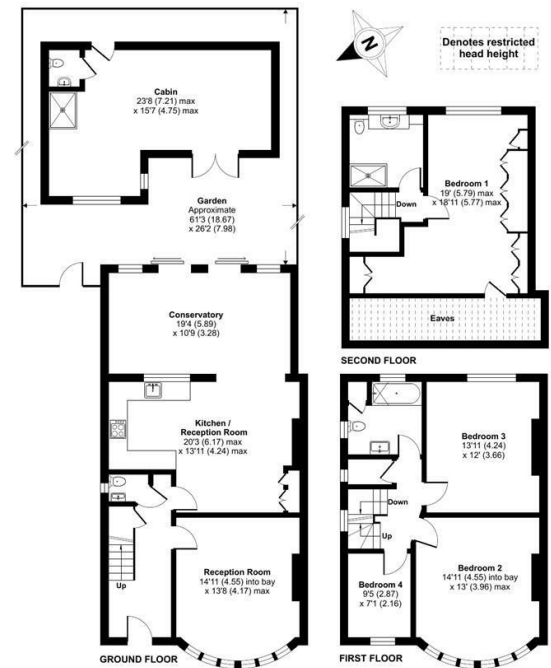 N
Denotes restricted
head height
Cabin
23'8 (7.21) max
x 15'7 (4.75) max
Garden
Approximate
61'3 (18.67)
x 26'2 (7.98)
Conservatory
19'4 (5.89)
x 10'9 (3.28)
Kitchen /
Reception Room
20'3 (6.17) max
x 13'11 (4.24) max
Up
Reception Room
14'11 (4.55) into bay
x 13'8 (4.17) max
GROUND FLOOR
Bedroom 1
19' (5.79) max
x 18'11 (5.77) max
Down
Eaves
SECOND FLOOR
Bedroom 3
13'11 (4.24)
x 12' (3.66)
Down
Up
Bedroom 2
14'11 (4.55) into bay
x 13' (3.96) max
Bedroom 4
9'5 (2.87)
x 7'1 (2.16)
FIRST FLOOR